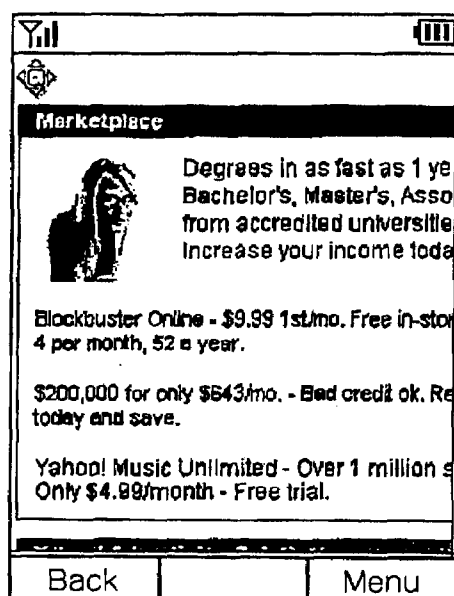 Marketplace
Degrees in as fast as 1 ye
Bachelor's, Master's, Asso
from accredited universitie
Increase your income toda
Blockbuster Online - $9.99 1st/mo. Free in-stor
4 per month, 52 a year.
$200,000 for only $643/mo. - Bad credit ok. Re
today and save.
Yahoo! Music Unlimited - Over 1 million s
Only $4.99/month - Free trial.
Back
Menu